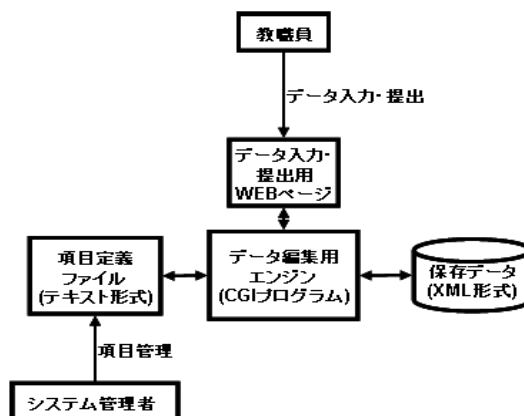 教職員
データ入力・提出
データ入力・
提出用
WEBページ
項目定義
ファイル
(テキスト形式)
データ編集用
エンジン
(CGIプログラム)
保存データ
(XML形式)
項目管理
システム管理者